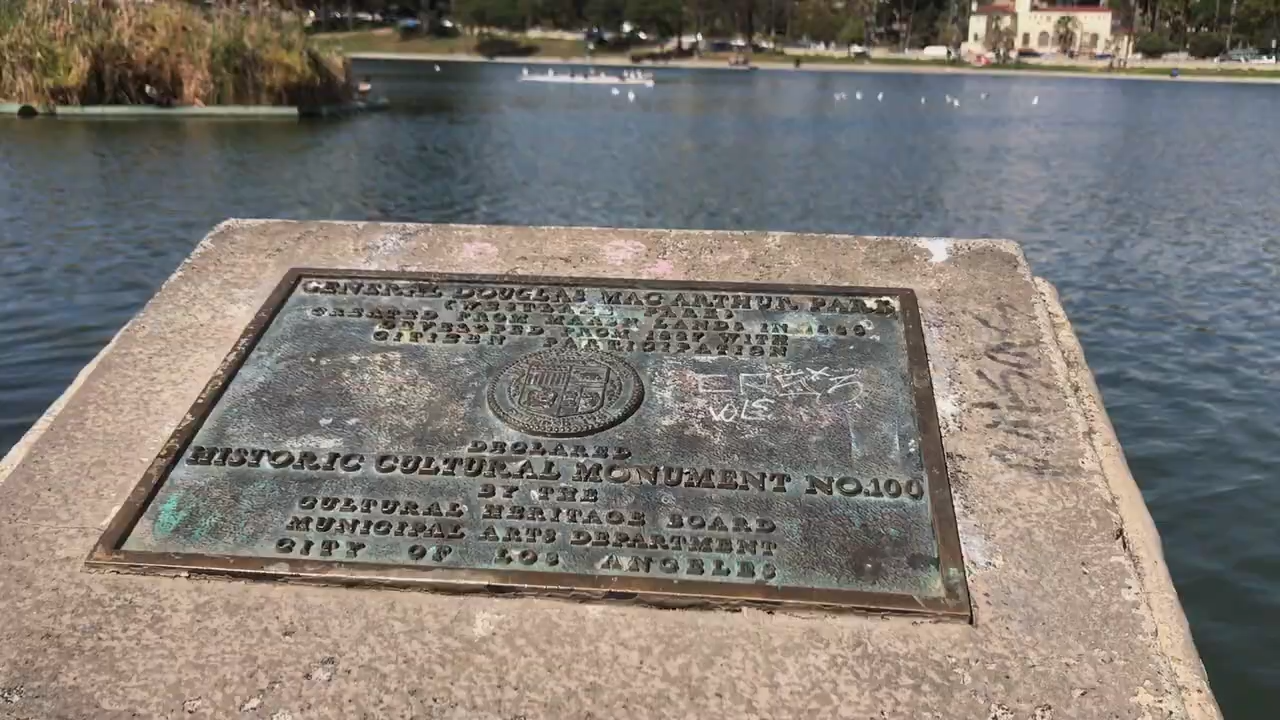 GENERAL DOUGLAS MAC ARTHUR PARK
CREATED FROM LANDS IN
WITH
CITIZEN PARTICIPATION
DECLARED
HISTORIC CULTURAL MONUMENT NO.100
BY THE
CULTURAL HERITAGE BOARD
MUNICIPAL ARTS DEPARTMENT
CITY OF LOS ANGELES